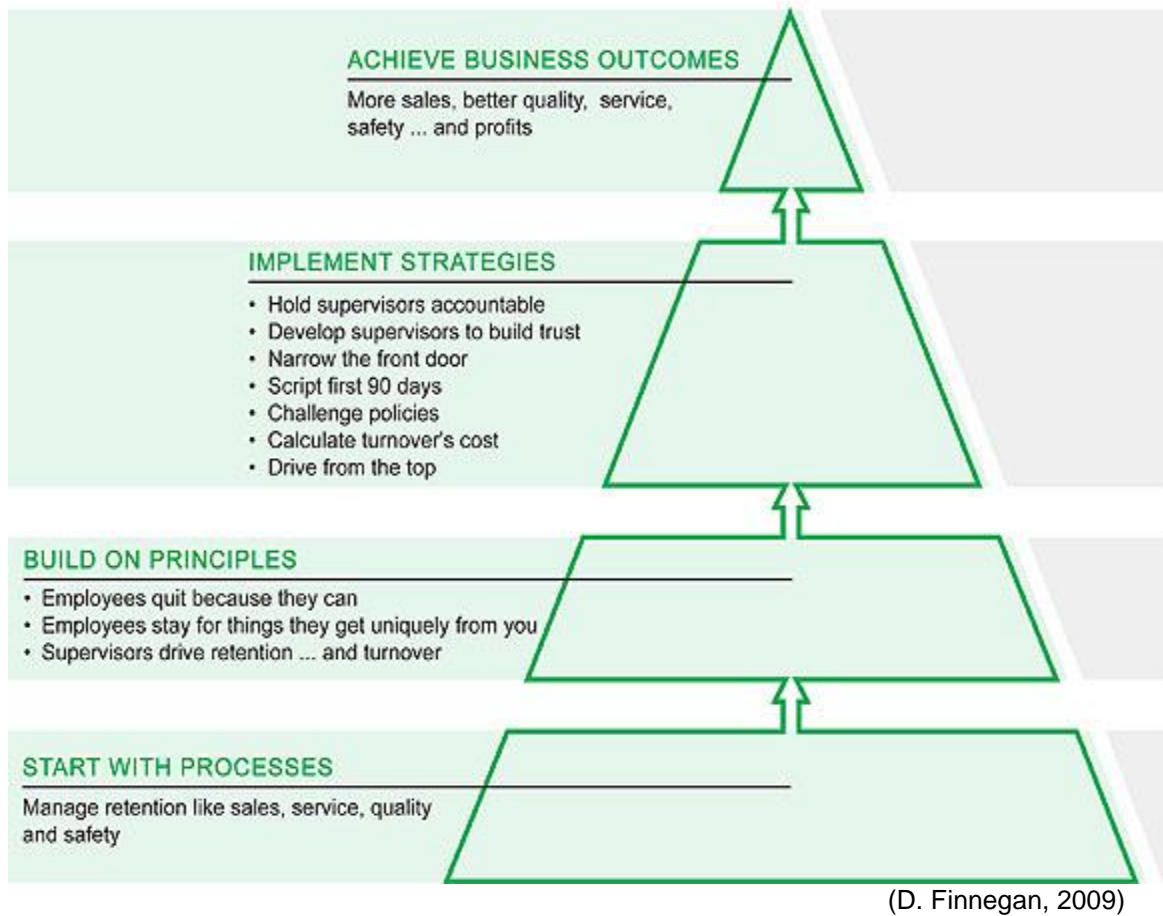 ACHIEVE BUSINESS OUTCOMES
More sales, better quality, service,
safety ... and profits
IMPLEMENT STRATEGIES
• Hold supervisors accountable
• Develop supervisors to build trust
• Narrow the front door
• Script first 90 days
• Challenge policies
• Calculate turnover's cost
• Drive from the top
BUILD ON PRINCIPLES
• Employees quit because they can
• Employees stay for things they get uniquely from you
• Supervisors drive retention ... and turnover
START WITH PROCESSES
Manage retention like sales, service, quality
and safety
(D. Finnegan, 2009)